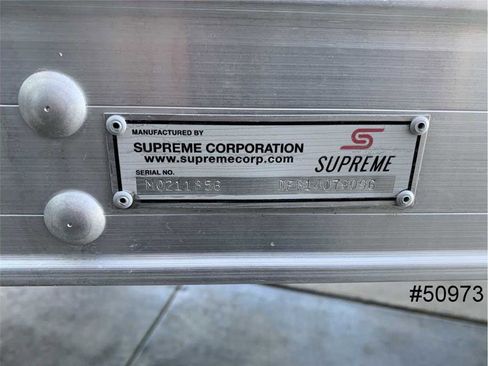 MANUFACTURED BY
SUPREME CORPORATION
www.supremecorp.com
SUPREME
SERIAL NO.
#50973